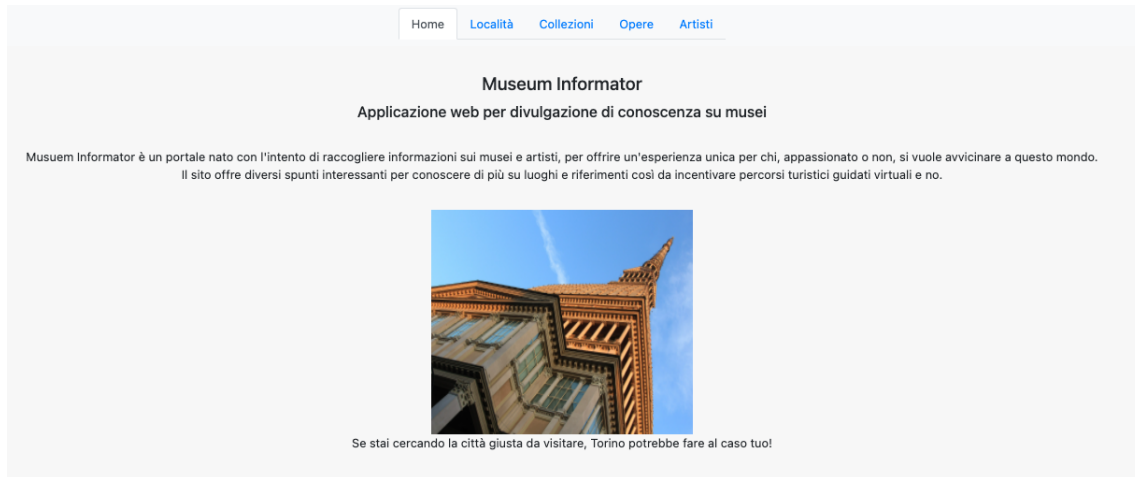 Home Località Collezioni Opere Artisti
Museum Informator
Applicazione web per divulgazione di conoscenza su musei
Musuem Informator è un portale nato con l'intento di raccogliere informazioni sui musei e artisti, per offrire un'esperienza unica per chi, appassionato o non, si vuole avvicinare a questo mondo.
Il sito offre diversi spunti interessanti per conoscere di più su luoghi e riferimenti così da incentivare percorsi turistici guidati virtuali e no.
Se stai cercando la città giusta da visitare, Torino potrebbe fare al caso tuo!